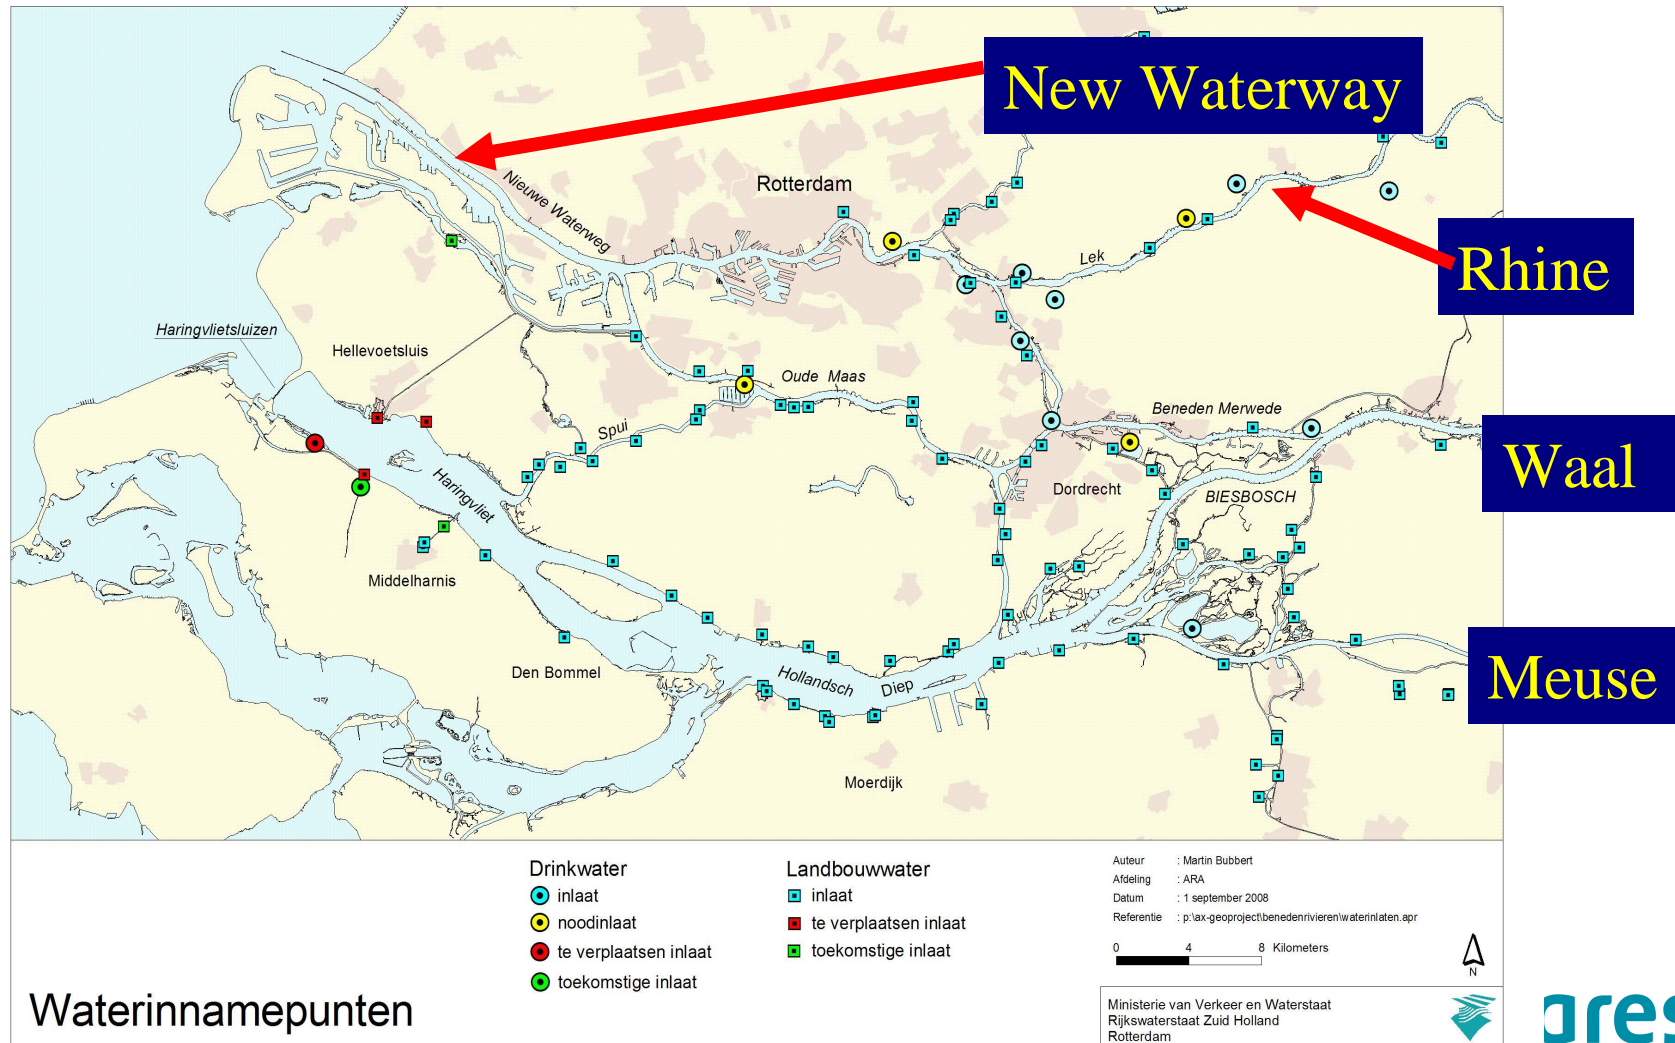 New Waterway
Rotterdam
Nieuwe Waterweg
Lek
Rhine
Haringvlietsluizen
Hellevoetsluis
Oude Maas
Beneden Merwede
Spui
Waal
Haringvliet
Dordrecht
BIESBOSCH
Middelharnis
Den Bommel
Hollandsch Diep
Meuse
Moerdijk
Drinkwater
inlaat
noodinlaat
te verplaatsen inlaat
toekomstige inlaat
Landbouwwater
inlaat
te verplaatsen inlaat
toekomstige inlaat
Auteur : Martin Bubbert
Afdeling : ARA
Datum : 1 september 2008
Referentie : p:\ax-geoproject\benedenrivieren\waterinlaten.apr
0 4 8 Kilometers
N
Waterinnamepunten
Ministerie van Verkeer en Waterstaat
Rijkswaterstaat Zuid Holland
Rotterdam